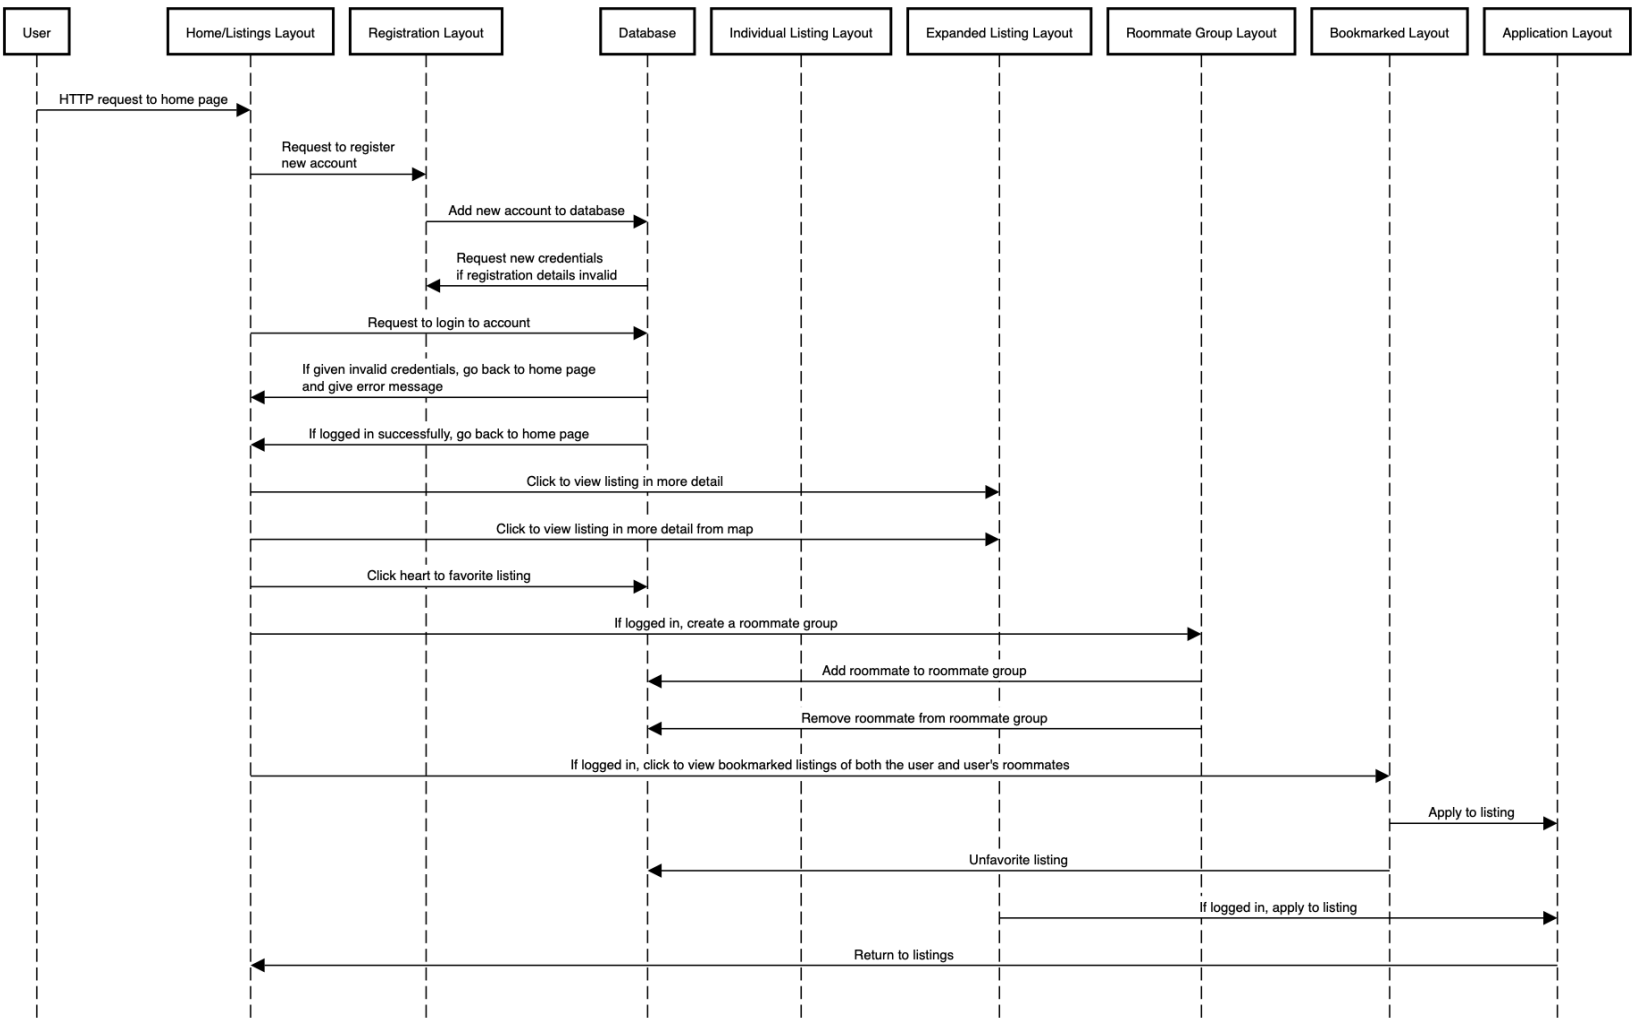 User
Home/Listings Layout
Registration Layout
Database
Individual Listing Layout
Expanded Listing Layout
Roommate Group Layout
Bookmarked Layout
Application Layout
HTTP request to home page
Request to register
new account
Add new account to database
Request new credentials
if registration details invalid
Request to login to account
If given invalid credentials, go back to home page
and give error message
If logged in successfully, go back to home page
Click to view listing in more detail
Click to view listing in more detail from map
Click heart to favorite listing
If logged in, create a roommate group
Add roommate to roommate group
Remove roommate from roommate group
If logged in, click to view bookmarked listings of both the user and user's roommates
Apply to listing
Unfavorite listing
If logged in, apply to listing
Return to listings